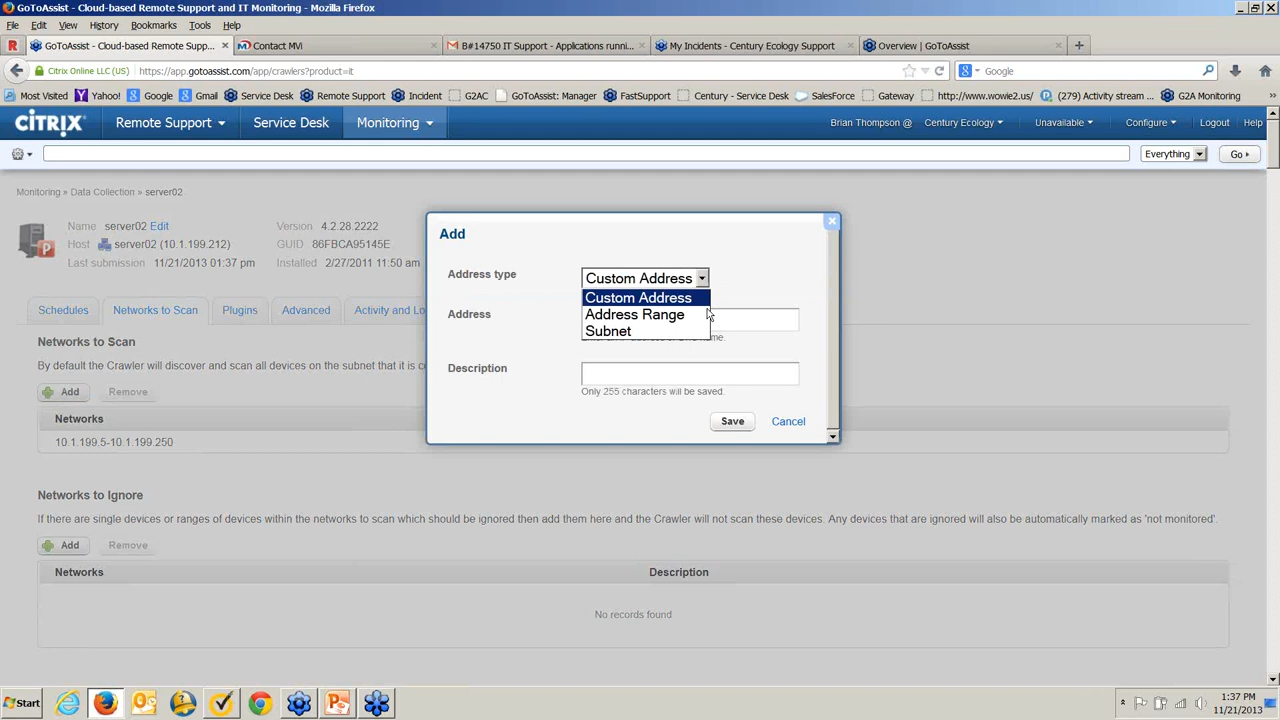 GoToAssist - Cloud-based Remote Support and IT Monitoring - Mozilla Firefox
File Edit View History Bookmarks Tools Help
GoToAssist - Cloud-based Remote Supp... × Contact MVi × B#14750 IT Support - Applications runnin... × My Incidents - Century Ecology Support × Overview | GoToAssist × +
Citrix Online LLC (US) https://app.gotoassist.com/app/crawlers?product=it Google
Most Visited Yahoo! Google Gmail Service Desk Remote Support Incident G2AC GoToAssist: Manager FastSupport Century - Service Desk SalesForce Gateway http://www.wowie2.us/ (279) Activity stream ... G2A Monitoring »
CİTRIX Remote Support Service Desk Monitoring Brian Thompson @ Century Ecology Unavailable Configure Logout Help
Everything Go
Monitoring » Data Collection » server02
Name server02 Edit Version 4.2.28.2222
Host server02 (10.1.199.212) GUID 86FBCA95145E
Last submission 11/21/2013 01:37 pm Installed 2/27/2011 11:50 am
Add
Address type Custom Address
Custom Address
Address Range
Subnet
Address
Description
Only 255 characters will be saved.
Save Cancel
Schedules Networks to Scan Plugins Advanced Activity and Lo
Networks to Scan
By default the Crawler will discover and scan all devices on the subnet that it is c
Add Remove
Networks
10.1.199.5-10.1.199.250
Networks to Ignore
If there are single devices or ranges of devices within the networks to scan which should be ignored then add them here and the Crawler will not scan these devices. Any devices that are ignored will also be automatically marked as 'not monitored'.
Add Remove
Networks Description
No records found
Start 1:37 PM
11/21/2013